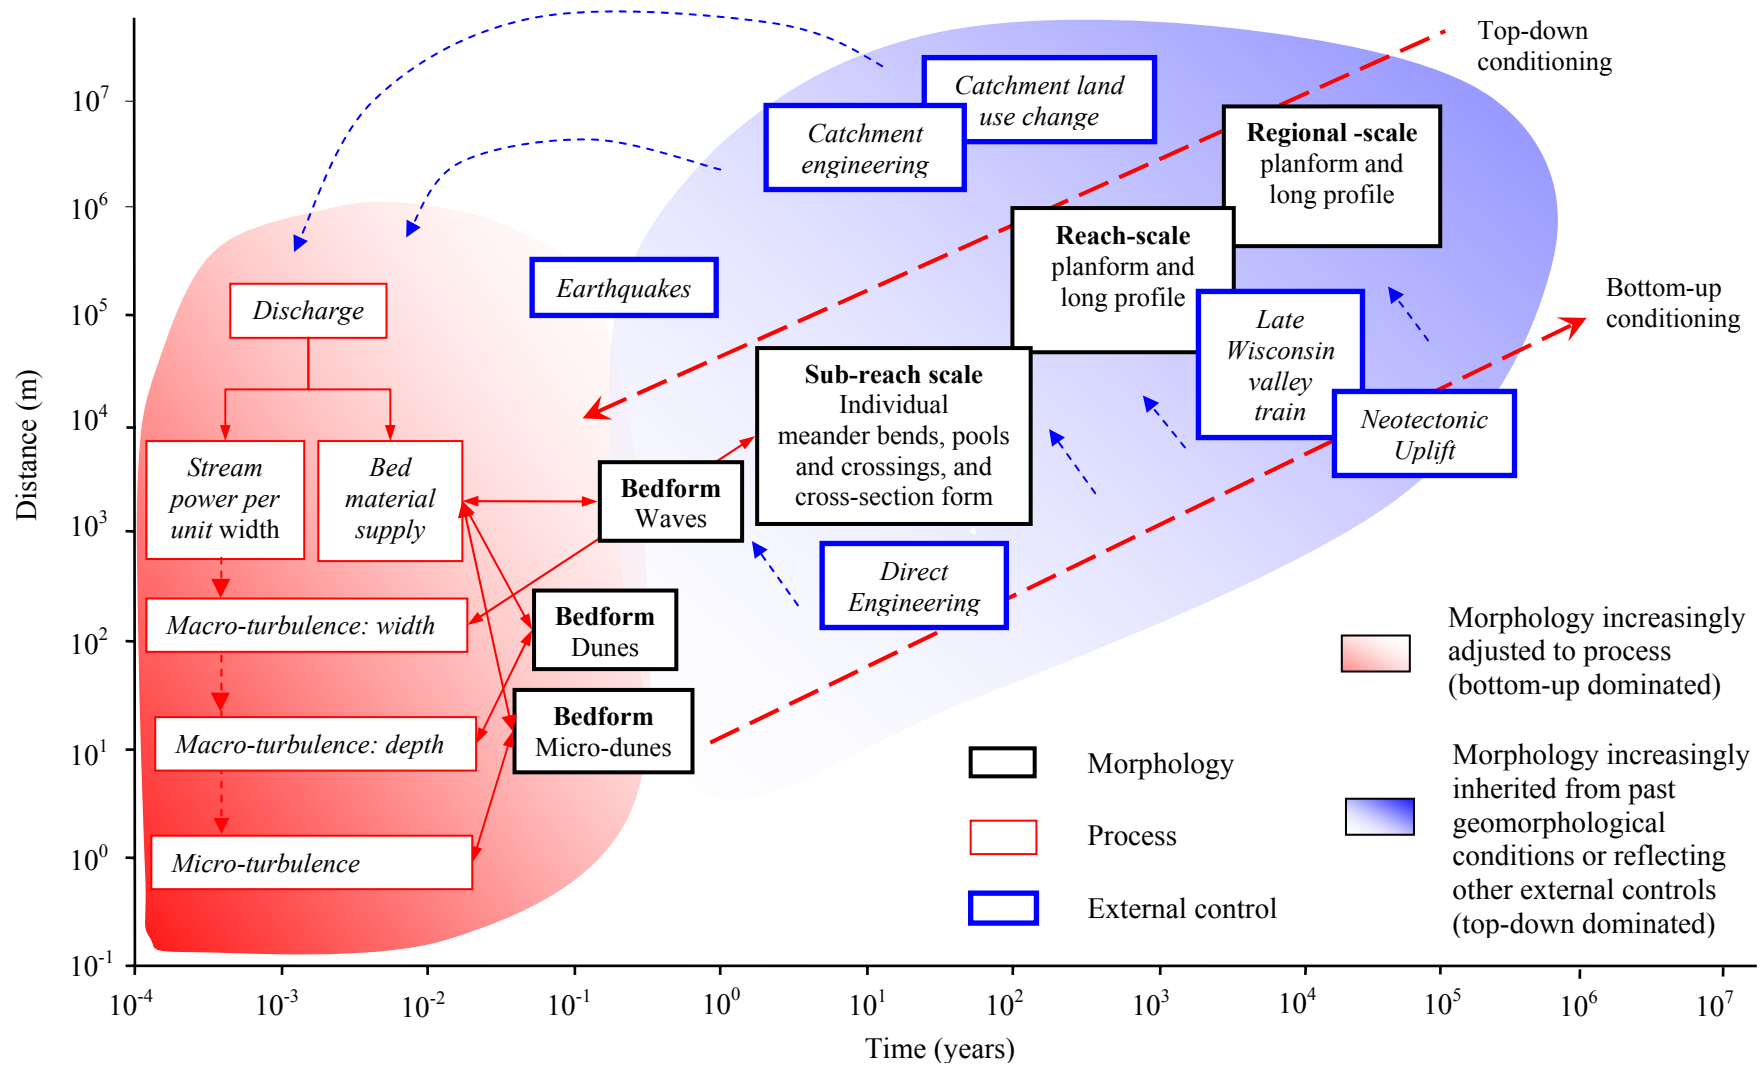 Top-down
conditioning
Catchment land
use change
Catchment
engineering
Regional -scale
planform and
long profile
Reach-scale
planform and
long profile
Earthquakes
Discharge
Late
Wisconsin
valley
train
Bottom-up
conditioning
Neotectonic
Uplift
Sub-reach scale
Individual
meander bends, pools
and crossings, and
cross-section form
Stream
power per
unit width
Bed
material
supply
Bedform
Waves
Direct
Engineering
Macro-turbulence: width
Bedform
Dunes
Bedform
Micro-dunes
Macro-turbulence: depth
Micro-turbulence
Morphology
Process
External control
Morphology increasingly
adjusted to process
(bottom-up dominated)
Morphology increasingly
inherited from past
geomorphological
conditions or reflecting
other external controls
(top-down dominated)
Distance (m)
10⁷
10⁶
10⁵
10⁴
10³
10²
10¹
10⁰
10⁻¹
10⁻⁴ 10⁻³ 10⁻² 10⁻¹ 10⁰ 10¹ 10² 10³ 10⁴ 10⁵ 10⁶ 10⁷
Time (years)